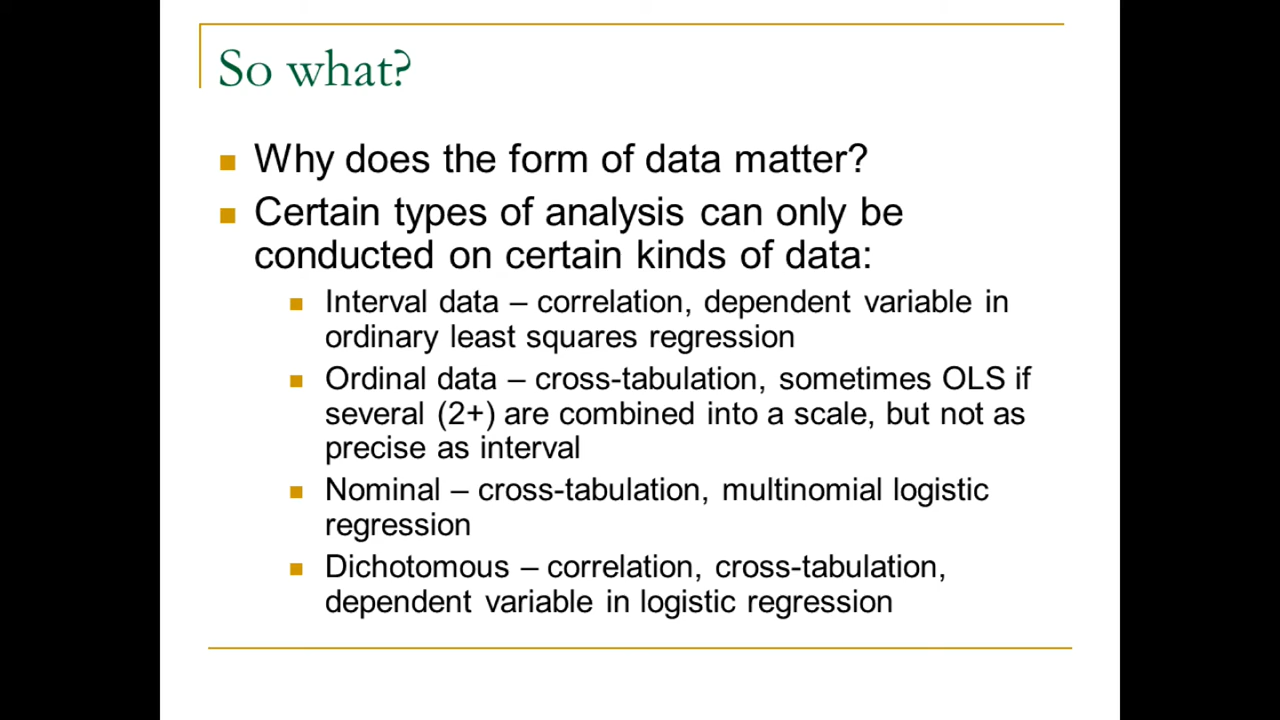 So what?
Why does the form of data matter?
Certain types of analysis can only be
conducted on certain kinds of data:
Interval data – correlation, dependent variable in
ordinary least squares regression
Ordinal data – cross-tabulation, sometimes OLS if
several (2+) are combined into a scale, but not as
precise as interval
Nominal – cross-tabulation, multinomial logistic
regression
Dichotomous – correlation, cross-tabulation,
dependent variable in logistic regression